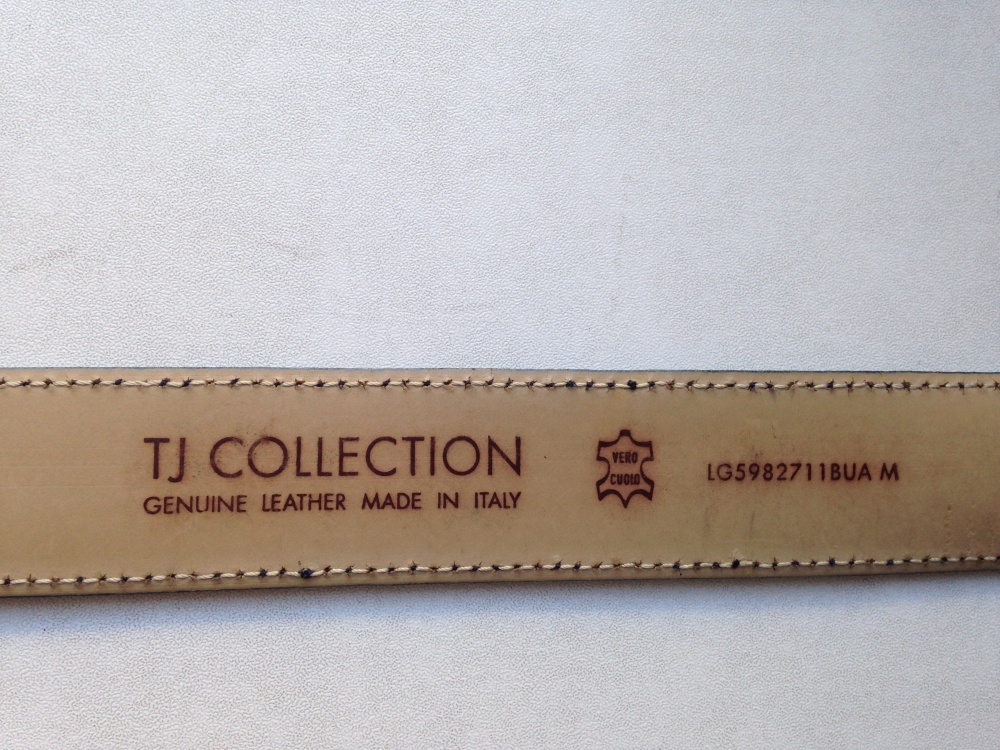 TJ COLLECTION
GENUINE LEATHER MADE IN ITALY
VERO
CUOIO
LG5982711BUA M